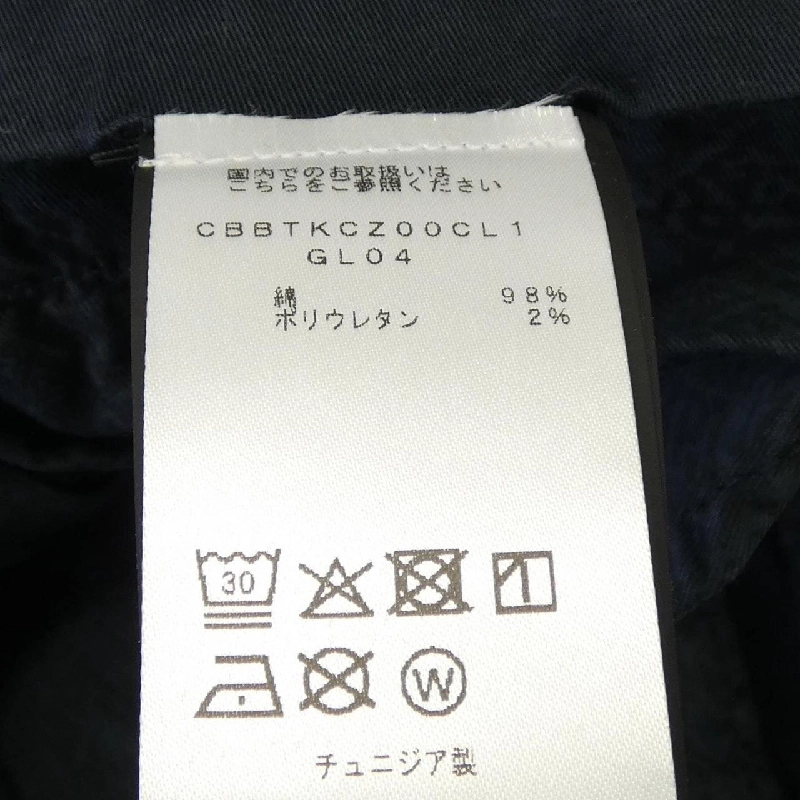 国内でのお取扱いは
こちらをご参照ください
CBBTKCZ00CL1
GL04
綿 98%
ポリウレタン 2%
30
W
チュニジア製